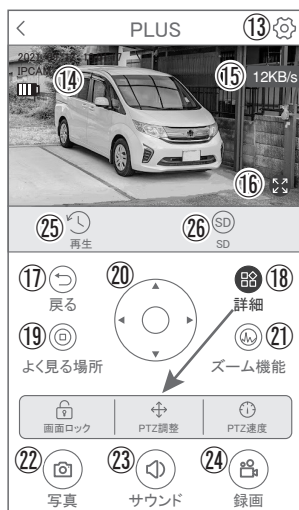 PLUS ⑬
2021
IPCAM
⑭
⑮ 12KB/s
⑯
㉕ 再生
㉖ SD
SD
⑰ 戻る
⑳
⑱ 詳細
⑲ よく見る場所
㉑ ズーム機能
画面ロック
PTZ調整
PTZ速度
㉒ 写真
㉓ サウンド
㉔ 録画